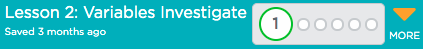 Lesson 2: Variables Investigate
Saved 3 months ago
1
MORE